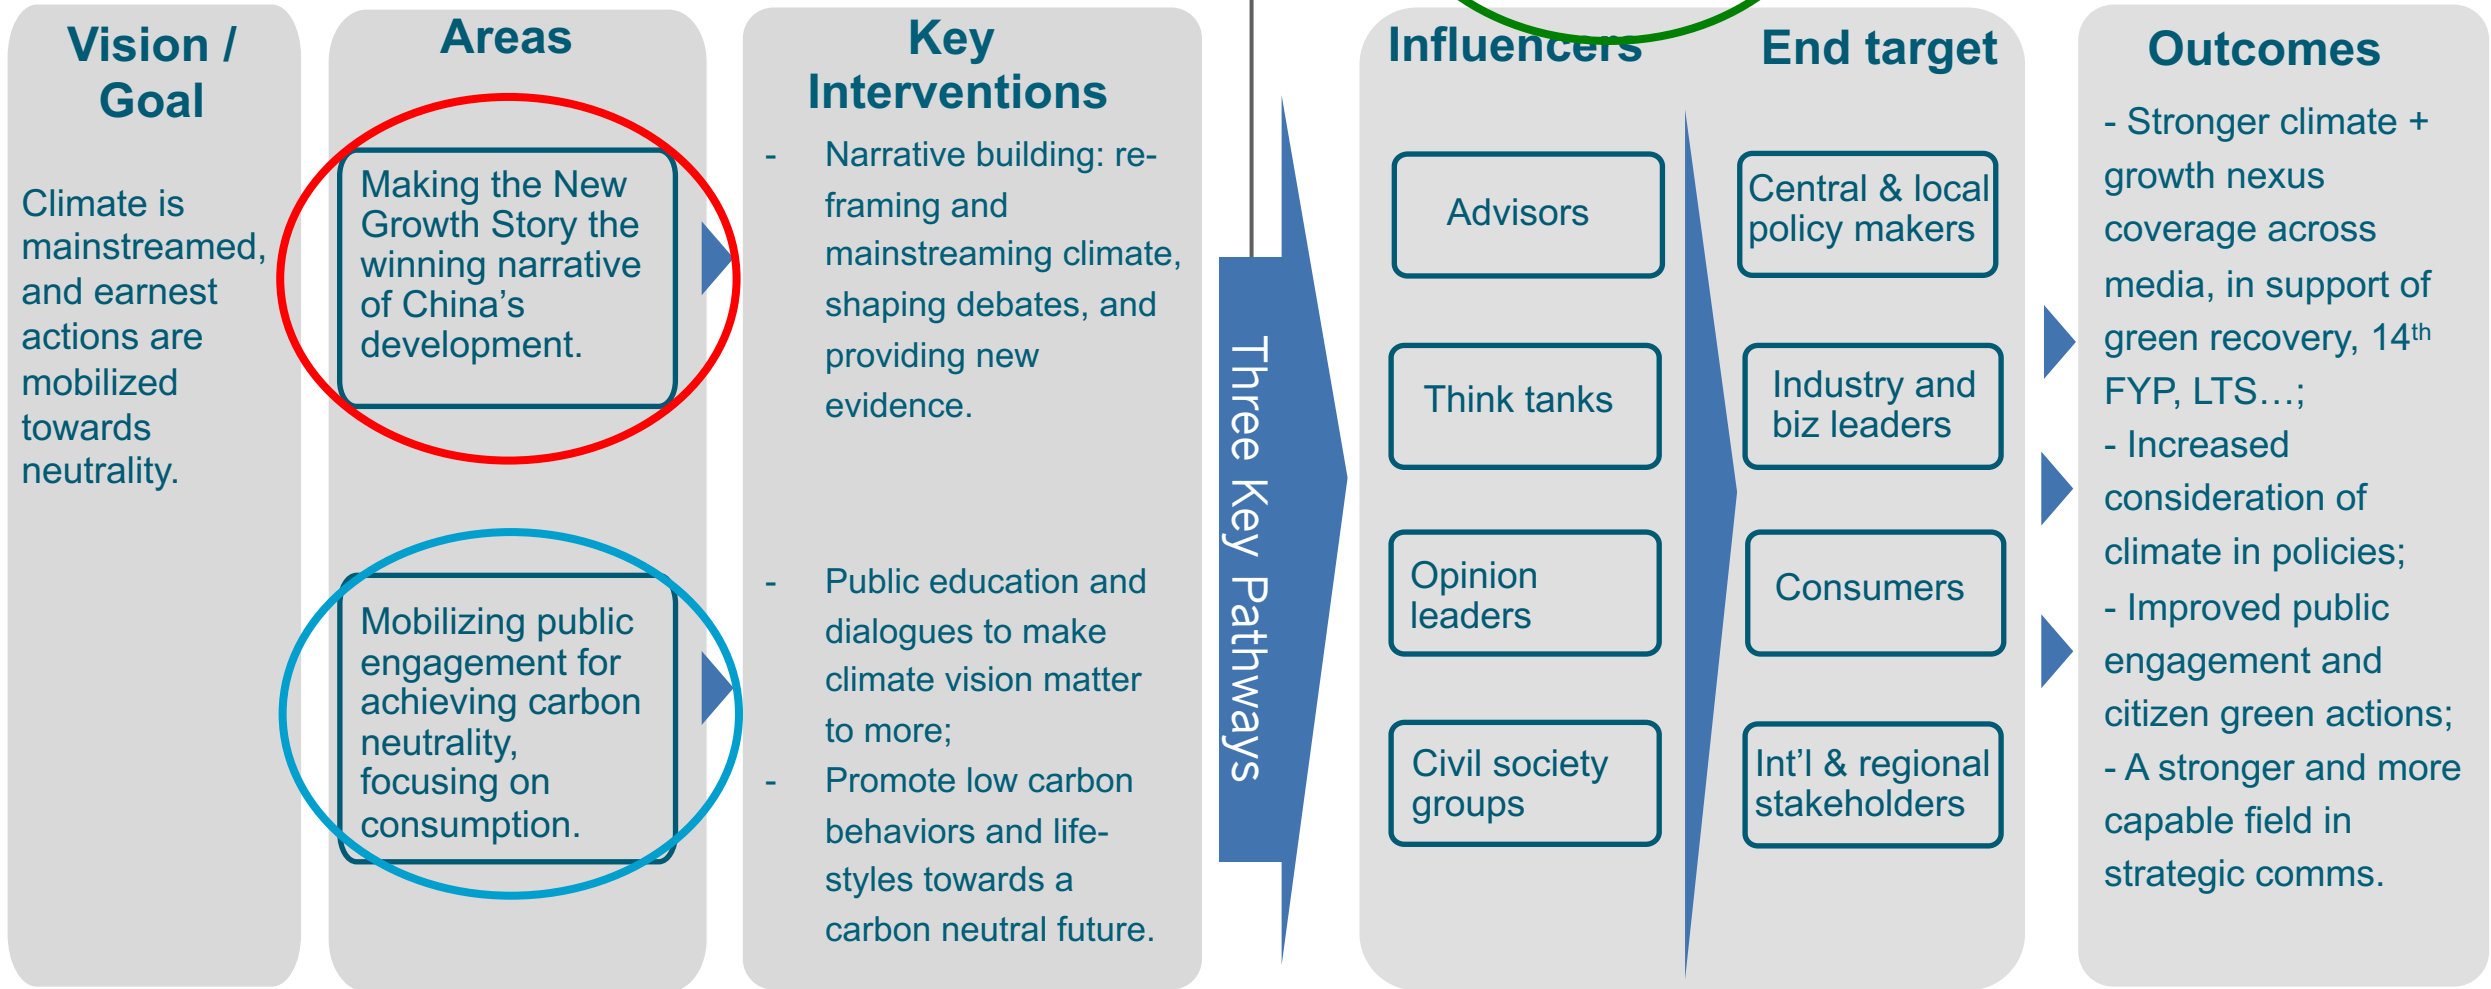 Vision /
Goal
Climate is
mainstreamed,
and earnest
actions are
mobilized
towards
neutrality.
Areas
Making the New
Growth Story the
winning narrative
of China’s
development.
Mobilizing public
engagement for
achieving carbon
neutrality,
focusing on
consumption.
Key
Interventions
- Narrative building: re-
framing and
mainstreaming climate,
shaping debates, and
providing new
evidence.
- Public education and
dialogues to make
climate vision matter
to more;
- Promote low carbon
behaviors and life-
styles towards a
carbon neutral future.
Three Key Pathways
Influencers
Advisors
Think tanks
Opinion
leaders
Civil society
groups
End target
Central & local
policy makers
Industry and
biz leaders
Consumers
Int’l & regional
stakeholders
Outcomes
- Stronger climate +
growth nexus
coverage across
media, in support of
green recovery, 14th
FYP, LTS…;
- Increased
consideration of
climate in policies;
- Improved public
engagement and
citizen green actions;
- A stronger and more
capable field in
strategic comms.